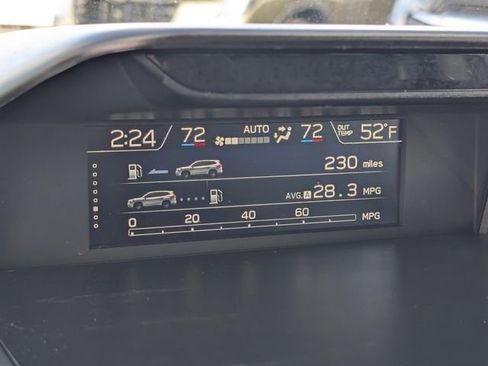 2:24 72 AUTO 72 OUT TEMP 52°F
230 miles
AVG. A 28.3 MPG
0 20 40 60 MPG